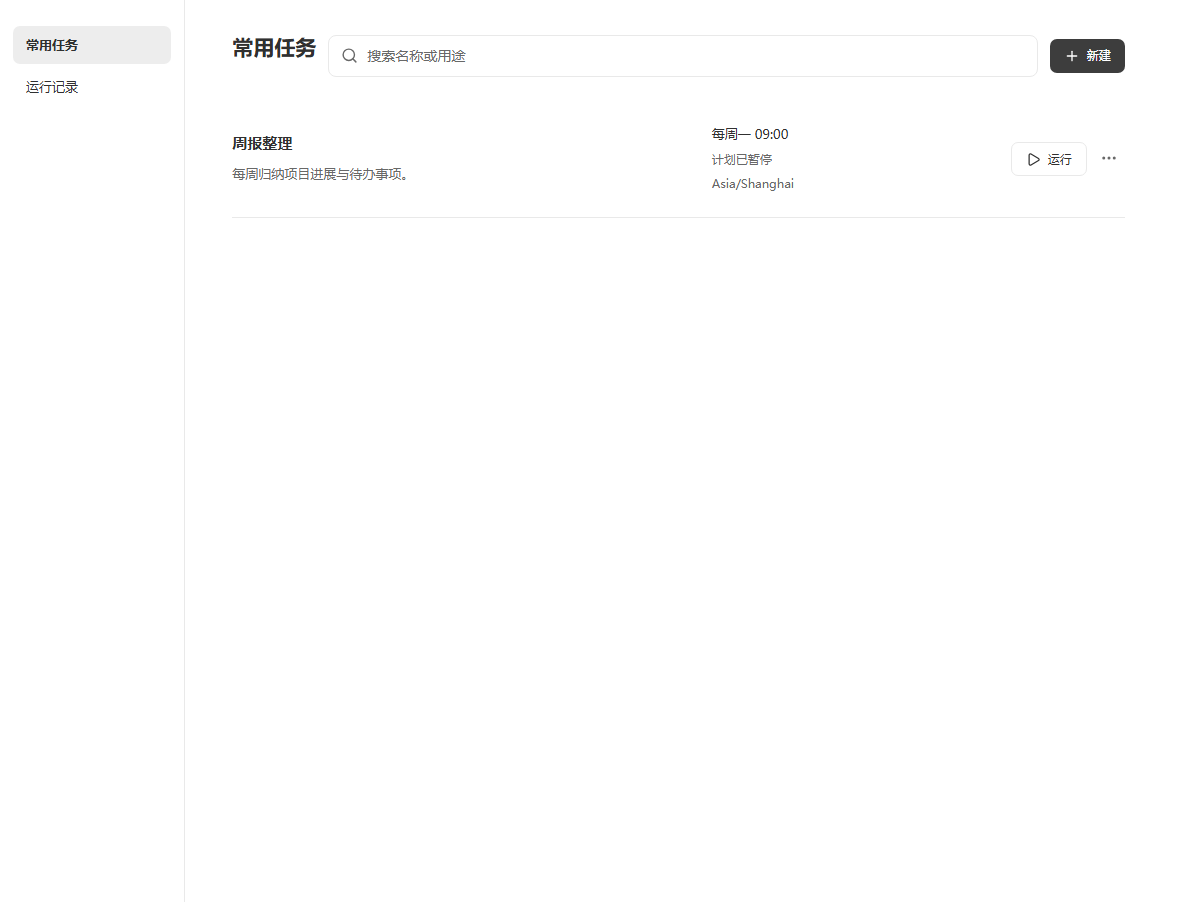 常用任务
运行记录
常用任务
搜索名称或用途
新建
周报整理
每周归纳项目进展与待办事项。
每周一 09:00
计划已暂停
Asia/Shanghai
运行